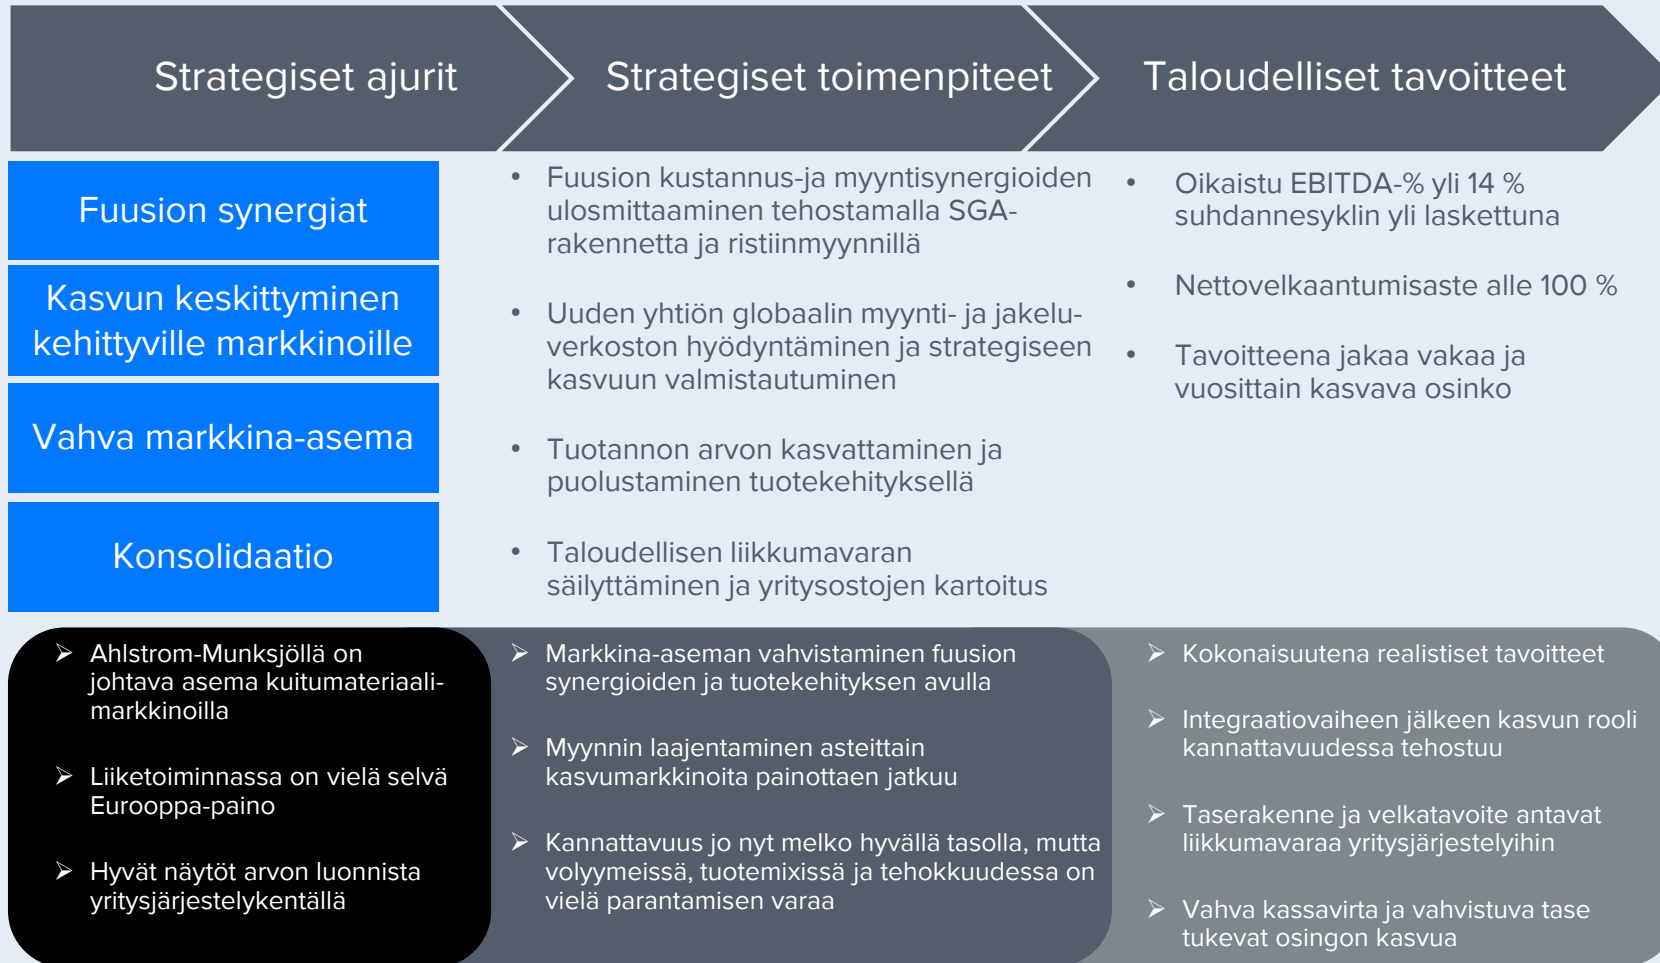 Strategiset ajurit
Strategiset toimenpiteet
Taloudelliset tavoitteet
Fuusion synergiat
Kasvun keskittyminen
kehittyville markkinoille
Vahva markkina-asema
Konsolidaatio
• Fuusion kustannus-ja myyntisynergioiden
ulosmittaaminen tehostamalla SGA-
rakennetta ja ristiinmyynnillä
• Uuden yhtiön globaalin myynti- ja jakelu-
verkoston hyödyntäminen ja strategiseen
kasvuun valmistautuminen
• Tuotannon arvon kasvattaminen ja
puolustaminen tuotekehityksellä
• Taloudellisen liikkumavaran
säilyttäminen ja yritysostojen kartoitus
• Oikaistu EBITDA-% yli 14 %
suhdannesyklin yli laskettuna
• Nettovelkaantumisaste alle 100 %
• Tavoitteena jakaa vakaa ja
vuosittain kasvava osinko
➢ Ahlstrom-Munksjöllä on
johtava asema kuitumateriaali-
markkinoilla
➢ Liiketoiminnassa on vielä selvä
Eurooppa-paino
➢ Hyvät näytöt arvon luonnista
yritysjärjestelykentällä
➢ Markkina-aseman vahvistaminen fuusion
synergioiden ja tuotekehityksen avulla
➢ Myynnin laajentaminen asteittain
kasvumarkkinoita painottaen jatkuu
➢ Kannattavuus jo nyt melko hyvällä tasolla, mutta
volyymeissä, tuotemixissä ja tehokkuudessa on
vielä parantamisen varaa
➢ Kokonaisuutena realistiset tavoitteet
➢ Integraatiovaiheen jälkeen kasvun rooli
kannattavuudessa tehostuu
➢ Taserakenne ja velkatavoite antavat
liikkumavaraa yritysjärjestelyihin
➢ Vahva kassavirta ja vahvistuva tase
tukevat osingon kasvua